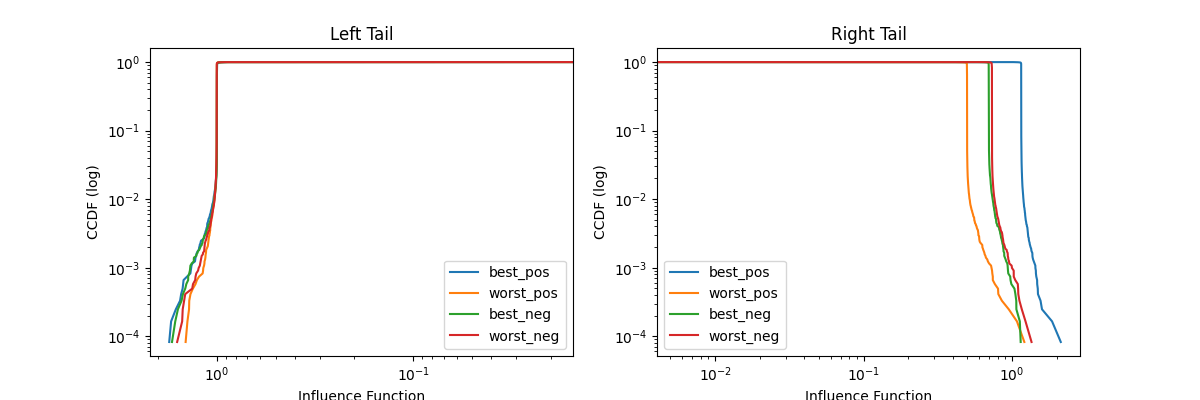 Left Tail
CCDF (log)
10^0
10^-1
10^-2
10^-3
10^-4
best_pos
worst_pos
best_neg
worst_neg
10^0
10^-1
Influence Function
Right Tail
CCDF (log)
10^0
10^-1
10^-2
10^-3
10^-4
best_pos
worst_pos
best_neg
worst_neg
10^-2
10^-1
10^0
Influence Function